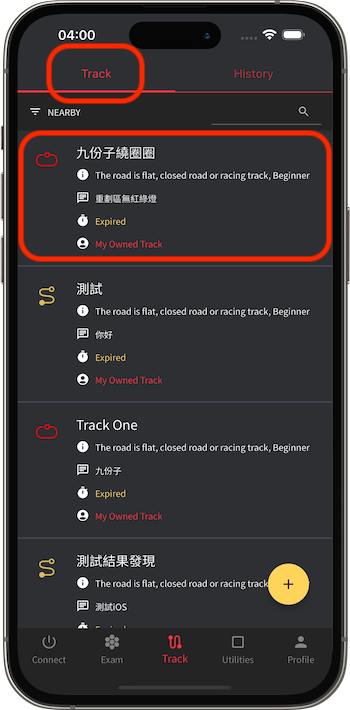 04:00
Track
History
NEARBY
九份子繞圈圈
The road is flat, closed road or racing track, Beginner
重劃區無紅綠燈
Expired
My Owned Track
測試
The road is flat, closed road or racing track, Beginner
你好
Expired
My Owned Track
Track One
The road is flat, closed road or racing track, Beginner
九份子
Expired
My Owned Track
測試結果發現
The road is flat, closed road or racing track
測試iOS
Expired
Connect
Exam
Track
Utilities
Profile